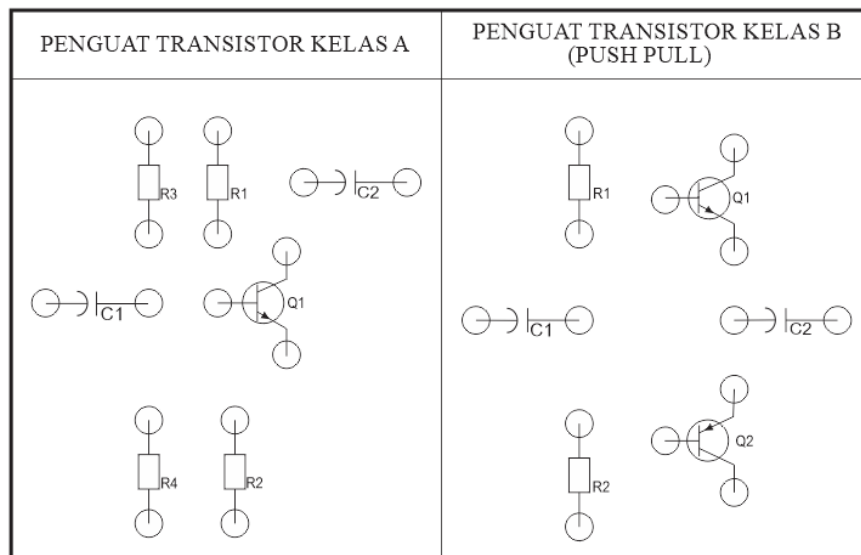 PENGUAT TRANSISTOR KELAS A
PENGUAT TRANSISTOR KELAS B
(PUSH PULL)
R3
R1
C2
C1
Q1
R4
R2
R1
Q1
C1
C2
R2
Q2